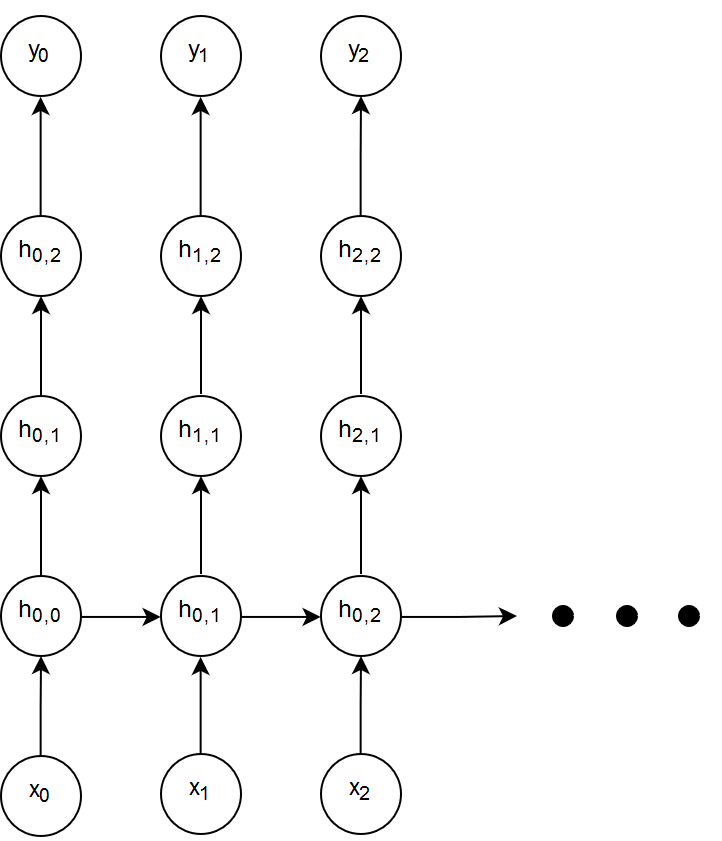 y0 y1 y2
h0,2 h1,2 h2,2
h0,1 h1,1 h2,1
h0,0 h0,1 h0,2
x0 x1 x2